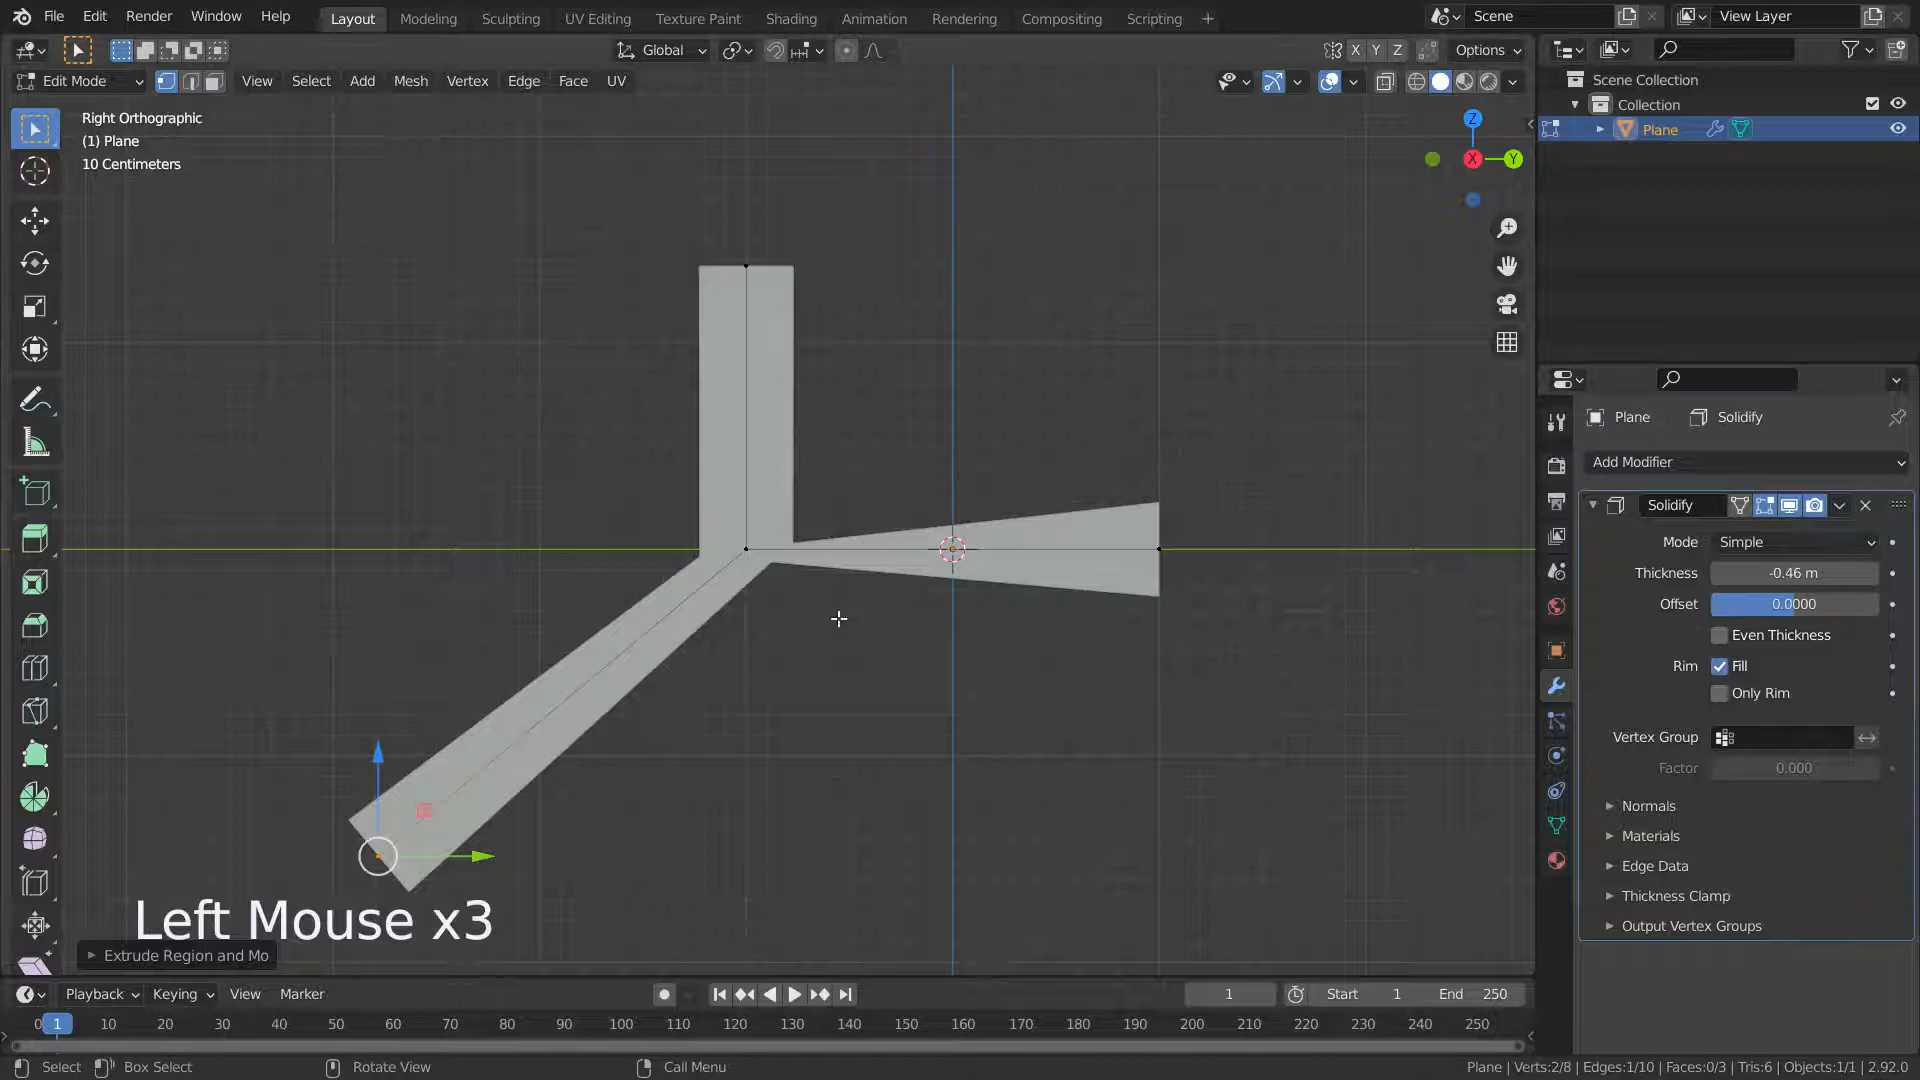 File Edit Render Window Help Layout Modeling Sculpting UV Editing Texture Paint Shading Animation Rendering Compositing Scripting + Scene View Layer
Global X Y Z Options
Edit Mode View Select Add Mesh Vertex Edge Face UV
Right Orthographic
(1) Plane
10 Centimeters
Z
X
Y
Scene Collection
Collection
Plane
Plane Solidify
Add Modifier
Solidify
Mode Simple
Thickness -0.46 m
Offset 0.0000
Even Thickness
Rim Fill
Only Rim
Vertex Group
Factor 0.000
Normals
Materials
Edge Data
Thickness Clamp
Output Vertex Groups
Left Mouse x3
Extrude Region and Mo
Playback Keying View Marker 1 Start 1 End 250
0 1 10 20 30 40 50 60 70 80 90 100 110 120 130 140 150 160 170 180 190 200 210 220 230 240 250
Select Box Select Rotate View Call Menu Plane | Verts:2/8 | Edges:1/10 | Faces:0/3 | Tris:6 | Objects:1/1 | 2.92.0